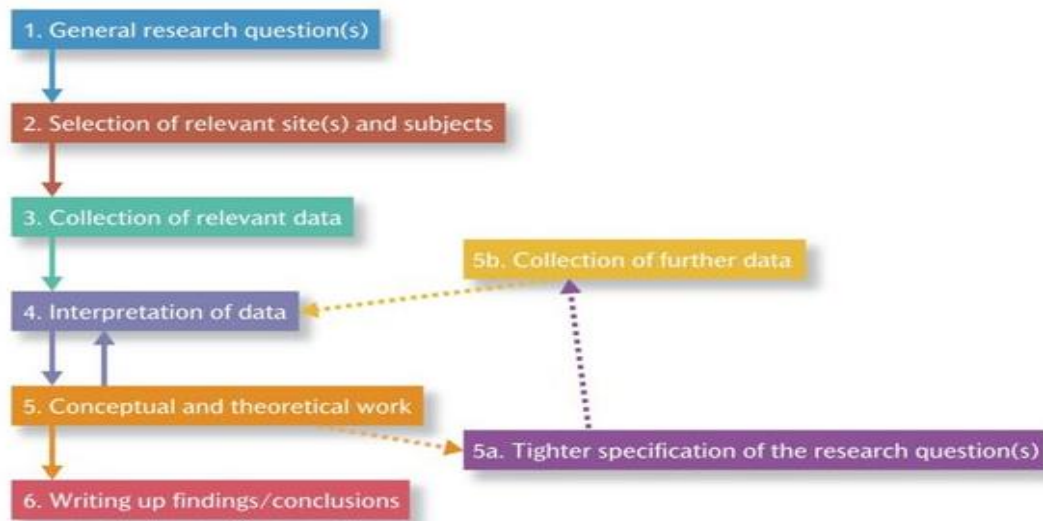 1. General research question(s)
2. Selection of relevant site(s) and subjects
3. Collection of relevant data
5b. Collection of further data
4. Interpretation of data
5. Conceptual and theoretical work
5a. Tighter specification of the research question(s)
6. Writing up findings/conclusions